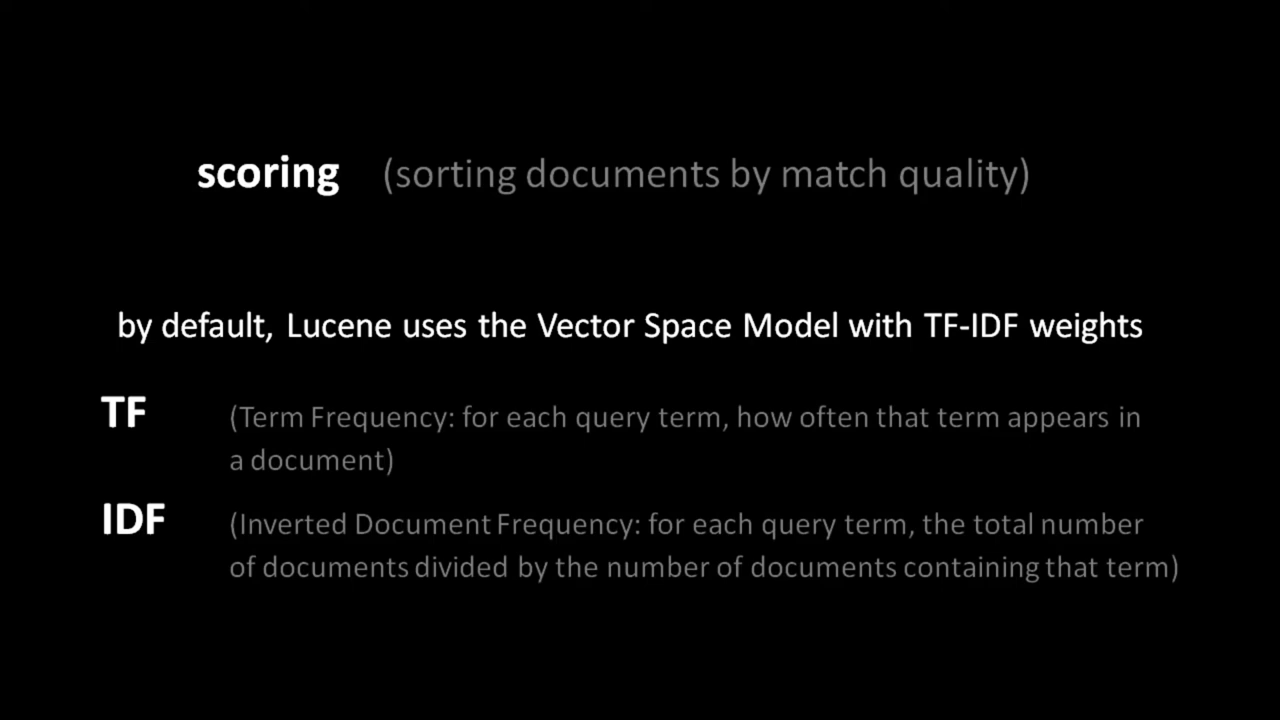 scoring (sorting documents by match quality)
by default, Lucene uses the Vector Space Model with TF-IDF weights
TF (Term Frequency: for each query term, how often that term appears in
a document)
IDF (Inverted Document Frequency: for each query term, the total number
of documents divided by the number of documents containing that term)